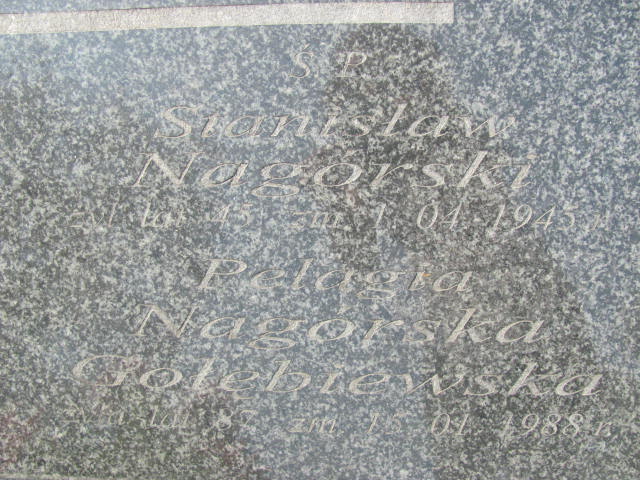 Ś P
Stanisław
Nagórski
żył lat 45 zm 1 04 1945 r
Pelagia
Nagórska
Gołębiewska
żyła lat 87 zm 15 01 1988 r